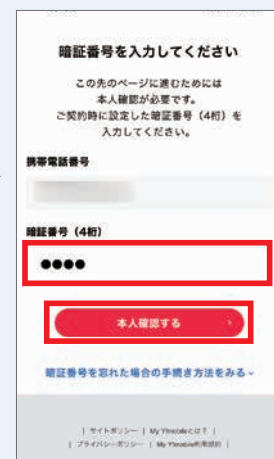 暗証番号を入力してください
この先のページに進むためには
本人確認が必要です。
ご契約時に設定した暗証番号（4桁）を
入力してください。
携帯電話番号
暗証番号（4桁）
●●●●
本人確認する
暗証番号を忘れた場合の手続き方法をみる
| サイトポリシー | My Y!mobileとは？ |
| プライバシーポリシー | My Y!mobile利用規約 |